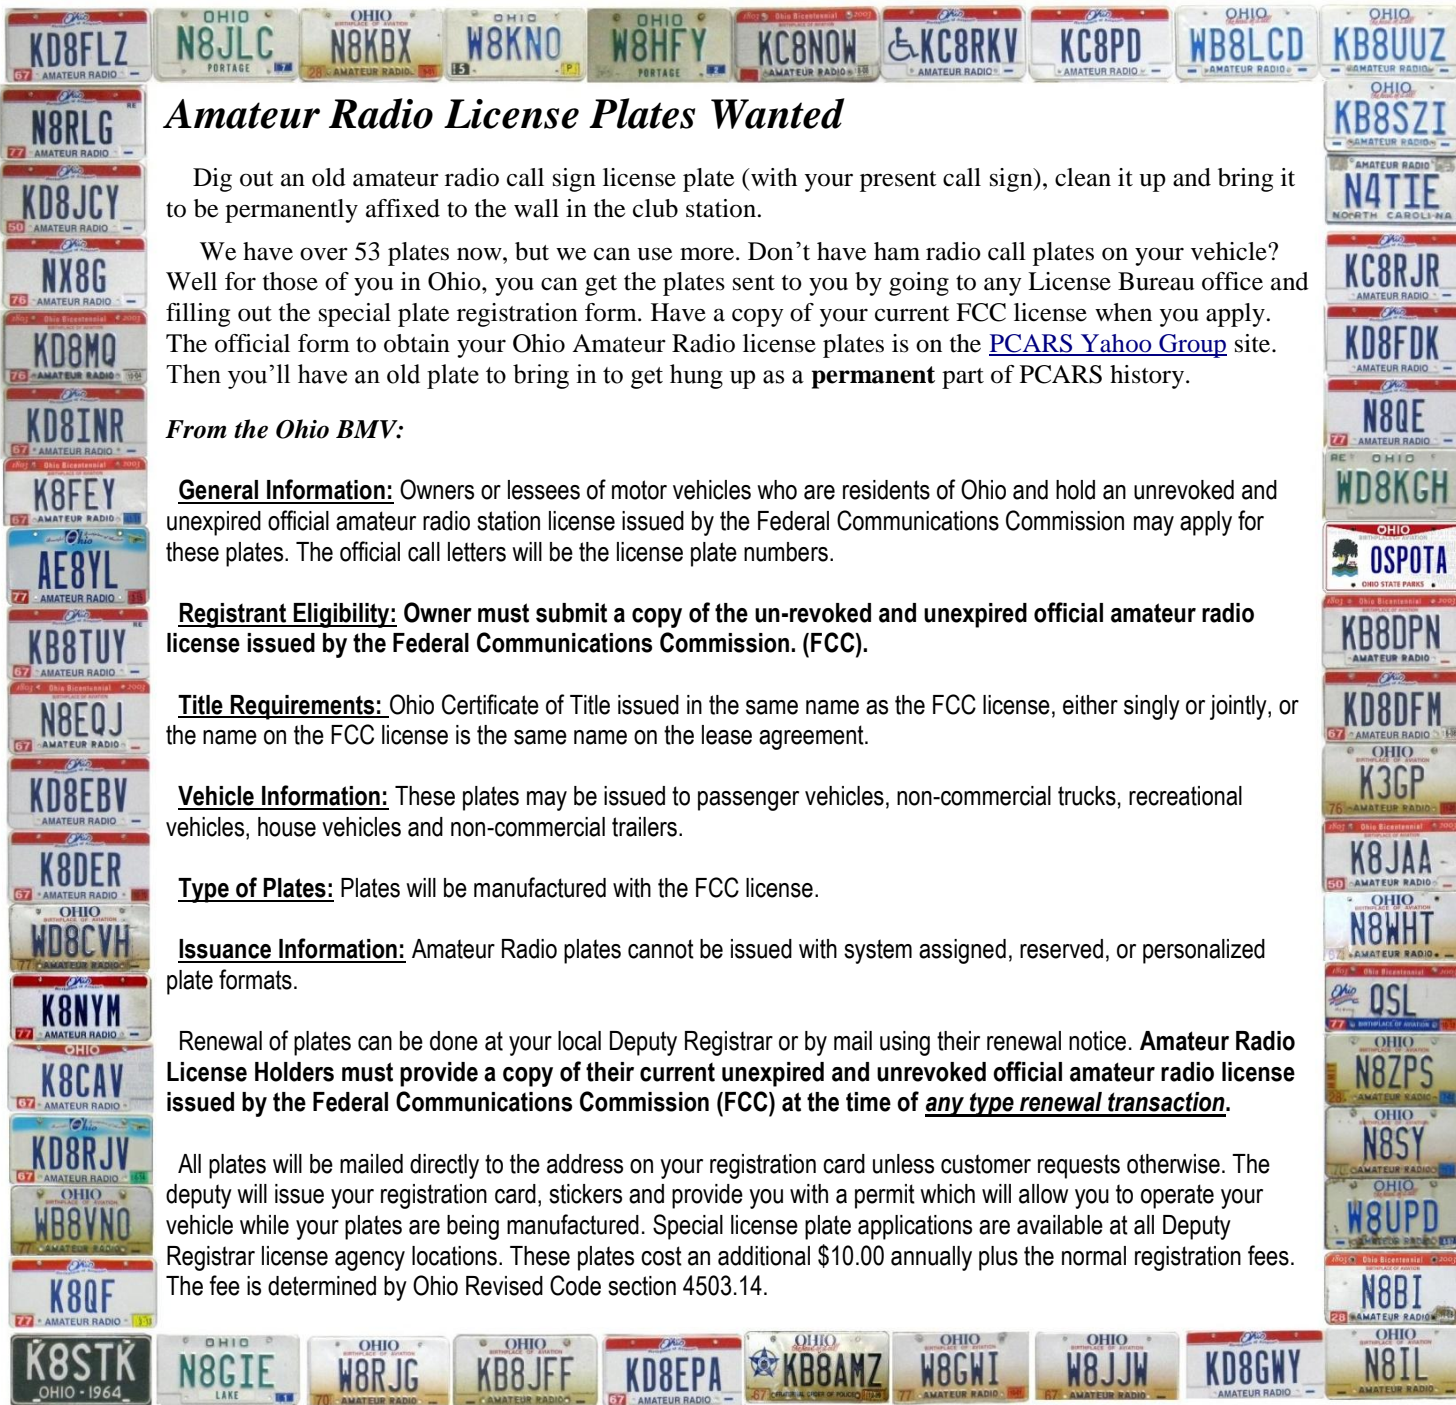 KD8FLZ N8JLC N8KBX W8KNO W8HFY KC8NOW KC8RKV KC8PD WB8LCD KB8UUZ
Amateur Radio License Plates Wanted
Dig out an old amateur radio call sign license plate (with your present call sign), clean it up and bring it
to be permanently affixed to the wall in the club station.
We have over 53 plates now, but we can use more. Don’t have ham radio call plates on your vehicle?
Well for those of you in Ohio, you can get the plates sent to you by going to any License Bureau office and
filling out the special plate registration form. Have a copy of your current FCC license when you apply.
The official form to obtain your Ohio Amateur Radio license plates is on the PCARS Yahoo Group site.
Then you’ll have an old plate to bring in to get hung up as a permanent part of PCARS history.
From the Ohio BMV:
General Information: Owners or lessees of motor vehicles who are residents of Ohio and hold an unrevoked and
unexpired official amateur radio station license issued by the Federal Communications Commission may apply for
these plates. The official call letters will be the license plate numbers.
Registrant Eligibility: Owner must submit a copy of the un-revoked and unexpired official amateur radio
license issued by the Federal Communications Commission. (FCC).
Title Requirements: Ohio Certificate of Title issued in the same name as the FCC license, either singly or jointly, or
the name on the FCC license is the same name on the lease agreement.
Vehicle Information: These plates may be issued to passenger vehicles, non-commercial trucks, recreational
vehicles, house vehicles and non-commercial trailers.
Type of Plates: Plates will be manufactured with the FCC license.
Issuance Information: Amateur Radio plates cannot be issued with system assigned, reserved, or personalized
plate formats.
Renewal of plates can be done at your local Deputy Registrar or by mail using their renewal notice. Amateur Radio
License Holders must provide a copy of their current unexpired and unrevoked official amateur radio license
issued by the Federal Communications Commission (FCC) at the time of any type renewal transaction.
All plates will be mailed directly to the address on your registration card unless customer requests otherwise. The
deputy will issue your registration card, stickers and provide you with a permit which will allow you to operate your
vehicle while your plates are being manufactured. Special license plate applications are available at all Deputy
Registrar license agency locations. These plates cost an additional $10.00 annually plus the normal registration fees.
The fee is determined by Ohio Revised Code section 4503.14.
N8RLG
KD8JCY
NX8G
KD8MQ
KD8INR
K8FEY
AE8YL
KB8TUY
N8EQJ
KD8EBV
K8DER
WD8CVH
K8NYM
K8CAV
KD8RJV
WB8VNO
K8QF
KB8SZI
AMATEUR RADIO
N4TIE
NORTH CAROLINA
KC8RJR
KD8FDK
N8QE
WD8KGH
OHIO
OSPOTA
OHIO STATE PARKS
KB8DPN
KD8DFM
K3GP
K8JAA
N8WHT
QSL
N8ZPS
N8SY
W8UPD
N8BI
K8STK N8GIE W8RJG KB8JFF KD8EPA KB8AMZ W8GWI W8JJW KD8GWY N8IL
OHIO - 1964 LAKE